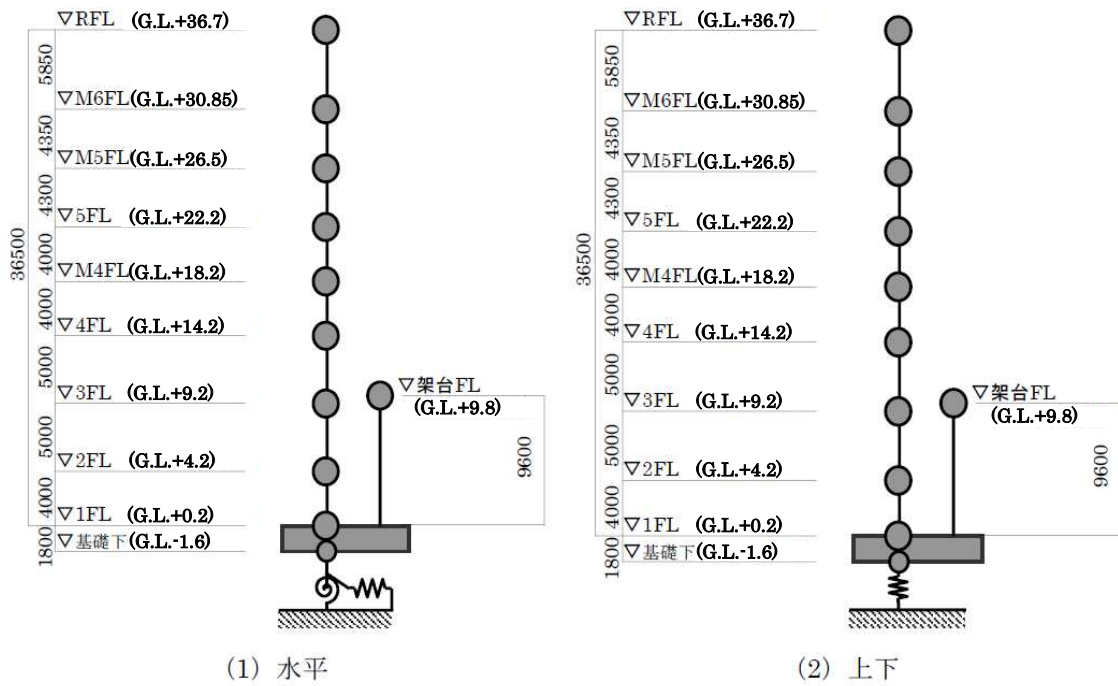 ▽RFL (G.L.+36.7)
5850
▽M6FL(G.L.+30.85)
4350
▽M5FL(G.L.+26.5)
4300
▽5FL (G.L.+22.2)
4000
▽M4FL(G.L.+18.2)
4000
▽4FL (G.L.+14.2)
5000
▽3FL (G.L.+9.2)
5000
▽2FL (G.L.+4.2)
4000
▽1FL (G.L.+0.2)
1800
▽基礎下(G.L.-1.6)
36500
▽架台FL
(G.L.+9.8)
9600
(1) 水平
▽RFL (G.L.+36.7)
5850
▽M6FL(G.L.+30.85)
4350
▽M5FL(G.L.+26.5)
4300
▽5FL (G.L.+22.2)
4000
▽M4FL(G.L.+18.2)
4000
▽4FL (G.L.+14.2)
5000
▽3FL (G.L.+9.2)
5000
▽2FL (G.L.+4.2)
4000
▽1FL (G.L.+0.2)
1800
▽基礎下(G.L.-1.6)
36500
▽架台FL
(G.L.+9.8)
9600
(2) 上下